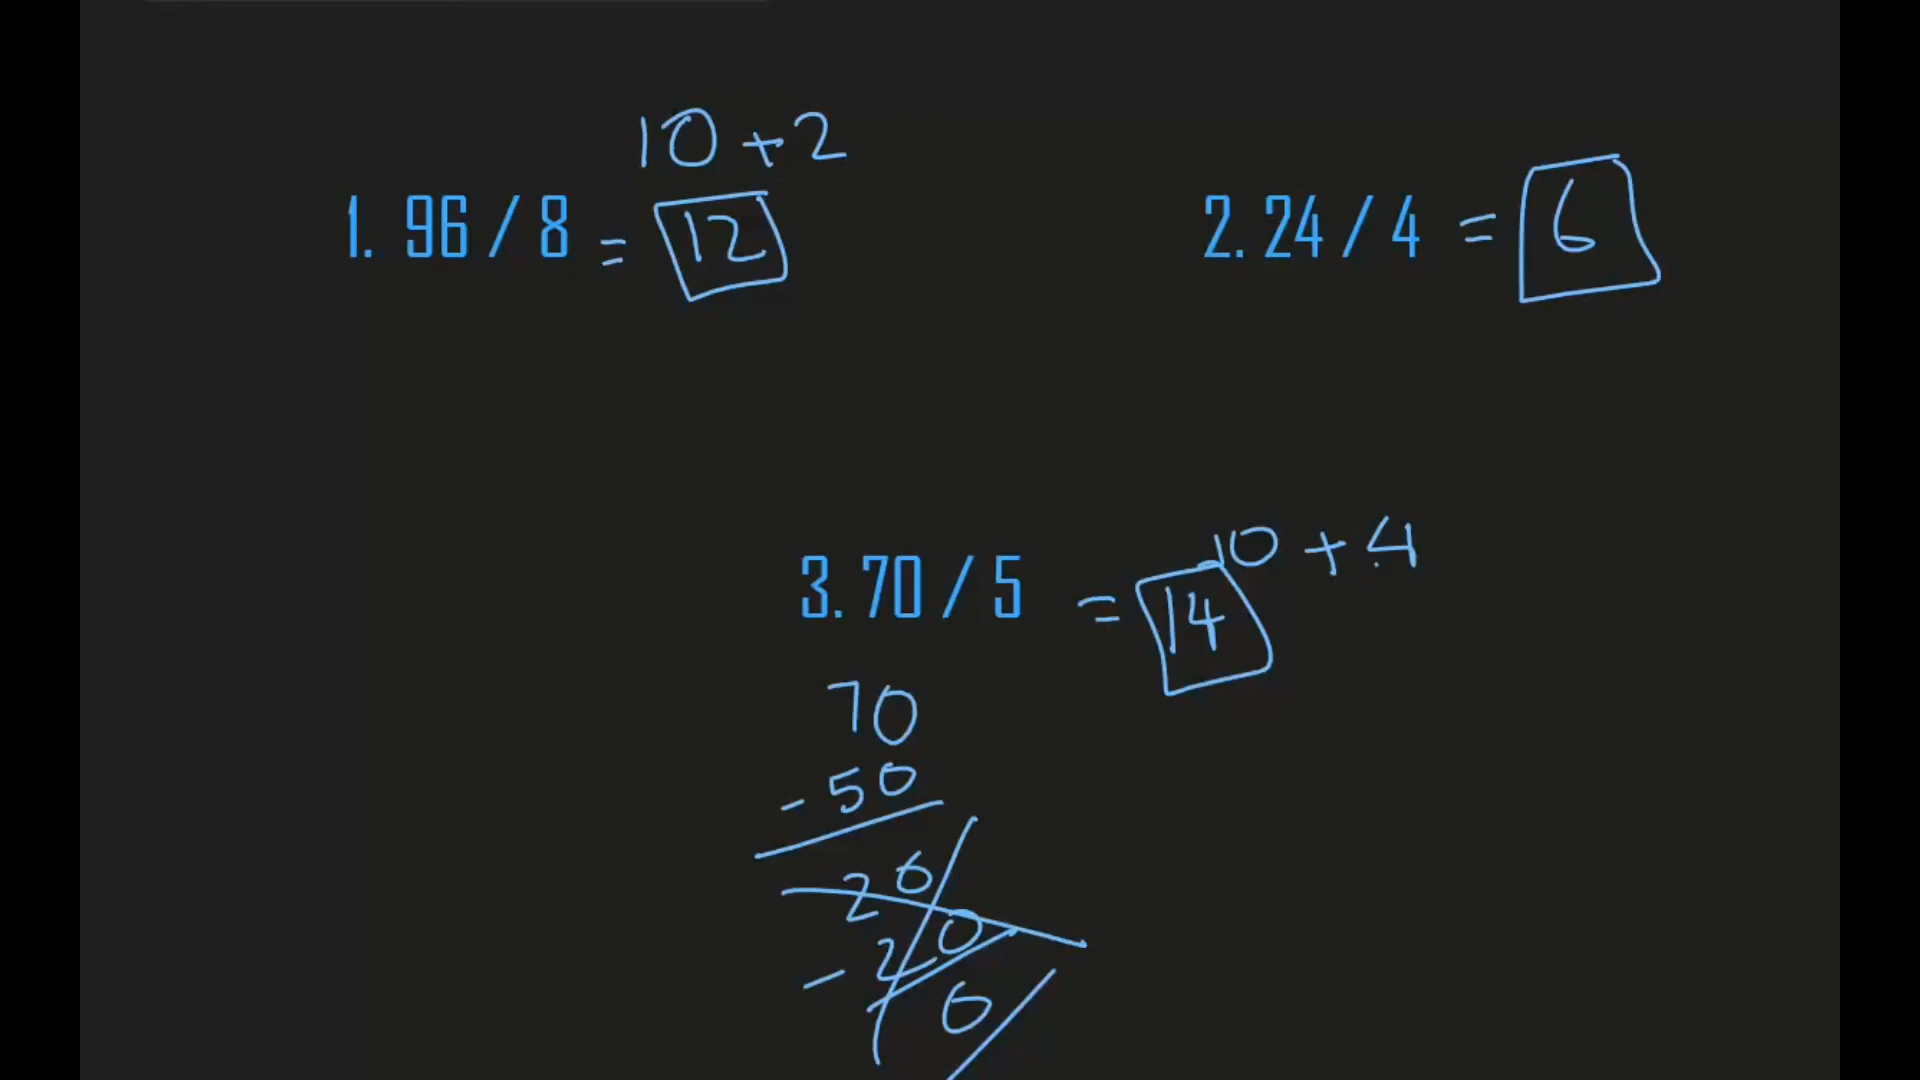 10 + 2
1. 96 / 8 = 12
2. 24 / 4 = 6
10 + 4
3. 70 / 5 = 14
70
- 50
20
- 20
0